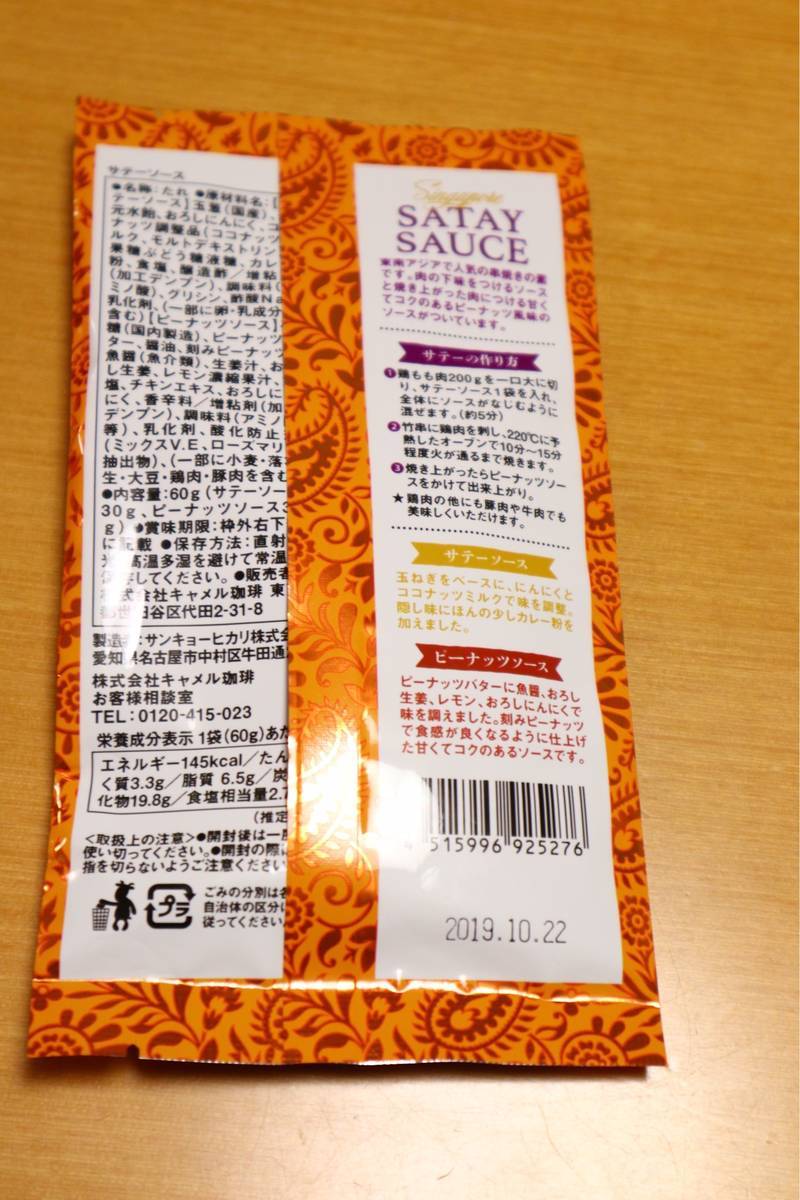 サテーソース
●名称:たれ ●原材料名:[
テーソース]玉葱(国産)、
元水飴、おろしにんにく、コ
ナッツ調整品(ココナッツ
ルク、モルトデキストリン
果糖ぶどう糖液糖、カレ
粉、食塩、醸造酢/増粘
(加工デンプン)、調味料(
ミノ酸)、グリシン、酢酸Na
乳化剤、(一部に卵・乳成分
含む)[ピーナッツソース]
糖(国内製造)、ピーナッツ
ター、醤油、刻みピーナッツ
魚醤(魚介類)、生姜汁、お
し生姜、レモン濃縮果汁、
塩、チキンエキス、おろしに
にく、香辛料/増粘剤(加
デンプン)、調味料(アミノ
等)、乳化剤、酸化防止
(ミックスV.E、ローズマリ
抽出物)、(一部に小麦・落
生・大豆・鶏肉・豚肉を含む
●内容量:60g(サテーソー
30g、ピーナッツソース3
g) ●賞味期限:枠外右下
に記載 ●保存方法:直射
光、高温多湿を避けて常温
保存してください。●販売者
株式会社キャメル珈琲 東
都世田谷区代田2-31-8
製造者:サンキョーヒカリ株式会
愛知県名古屋市中村区牛田通
株式会社キャメル珈琲
お客様相談室
TEL:0120-415-023
栄養成分表示 1袋(60g)あた
エネルギー145kcal/たん
く質3.3g/脂質 6.5g/炭
化物19.8g/食塩相当量2.7
(推定
<取扱上の注意>●開封後は一度
使い切ってください。●開封の際に
指を切らないようご注意ください
プラ
ごみの分別は各
自治体の区分に
従ってください。
Singapore
SATAY
SAUCE
東南アジアで人気の串焼きの素
です。肉の下味をつけるソース
と焼き上がった肉につける甘く
てコクのあるピーナッツ風味の
ソースがついています。
サテーの作り方
❶鶏もも肉200gを一口大に切
り、サテーソース1袋を入れ、
全体にソースがなじむように
混ぜます。(約5分)
❷竹串に鶏肉を刺し、220℃に予
熱したオーブンで10分～15分
程度火が通るまで焼きます。
❸焼き上がったらピーナッツソー
スをかけて出来上がり。
★鶏肉の他にも豚肉や牛肉でも
美味しくいただけます。
サテーソース
玉ねぎをベースに、にんにくと
ココナッツミルクで味を調整。
隠し味にほんの少しカレー粉を
加えました。
ピーナッツソース
ピーナッツバターに魚醤、おろし
生姜、レモン、おろしにんにくで
味を調えました。刻みピーナッツ
で食感が良くなるように仕上げ
た甘くてコクのあるソースです。
4 515996 925276
2019.10.22